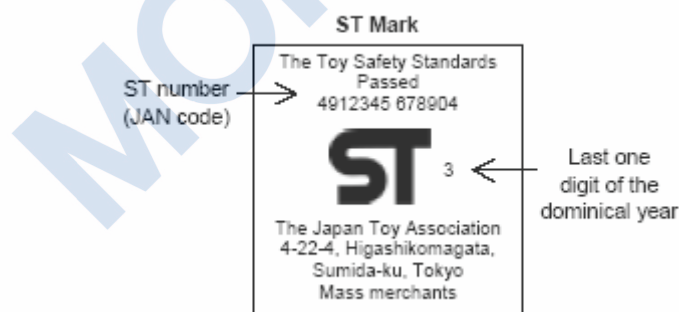 ST Mark
The Toy Safety Standards
Passed
4912345 678904
ST number
(JAN code)
ST
3
Last one
digit of the
dominical year
The Japan Toy Association
4-22-4, Higashikomagata,
Sumida-ku, Tokyo
Mass merchants